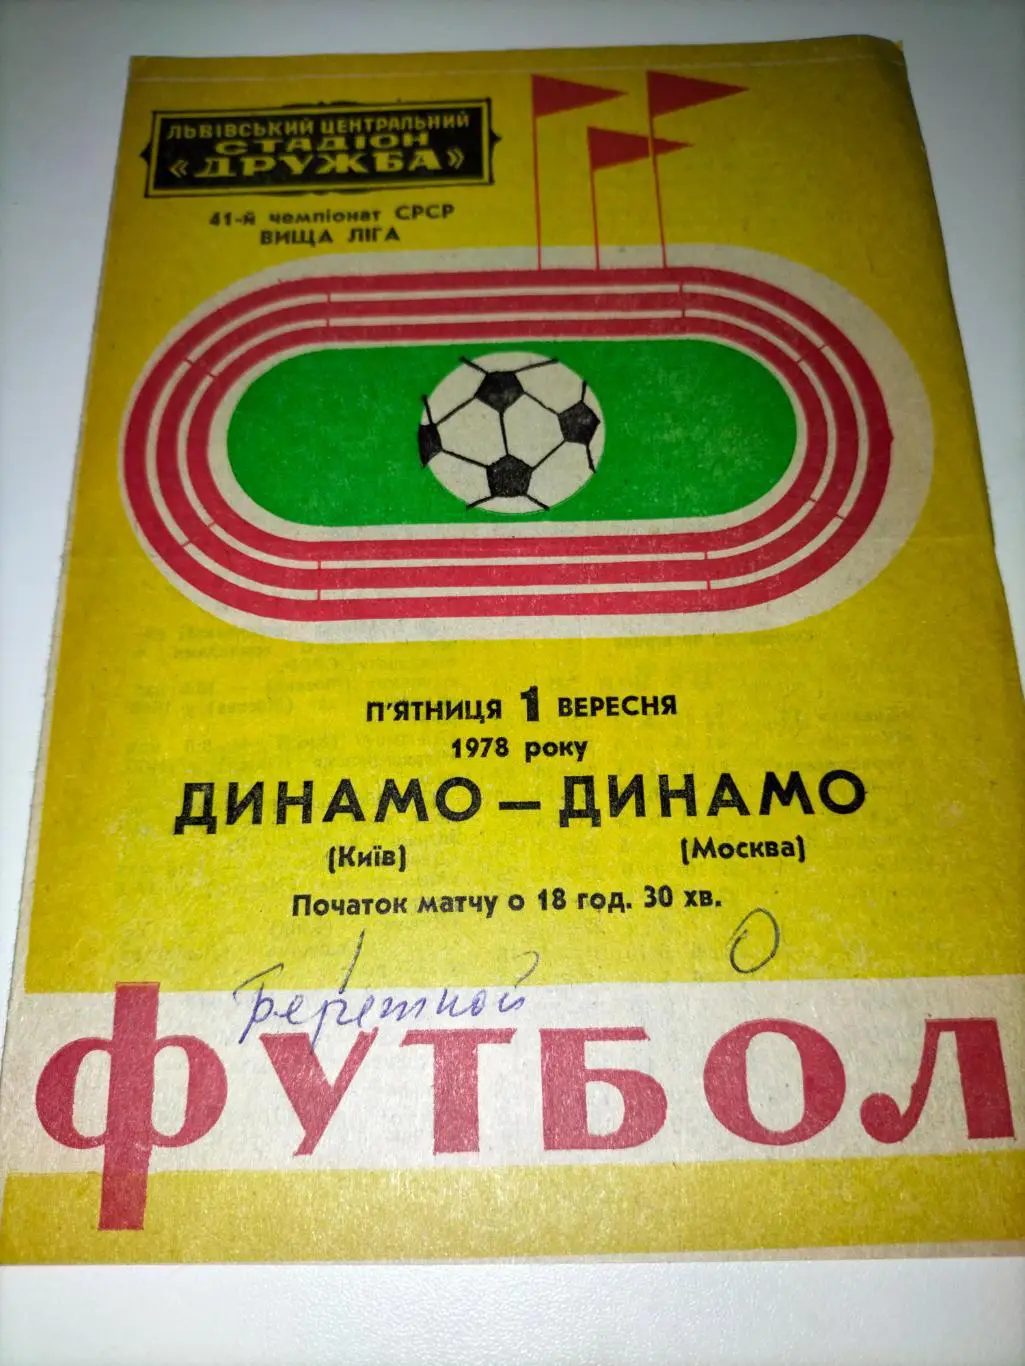 ЛЬВІВСЬКИЙ ЦЕНТРАЛЬНИЙ
СТАДІОН
«ДРУЖБА»
41-й чемпіонат СРСР
ВИЩА ЛІГА
П'ЯТНИЦЯ 1 ВЕРЕСНЯ
1978 року
ДИНАМО — ДИНАМО
(Київ) (Москва)
Початок матчу о 18 год. 30 хв.
1 0
Бережной
ФУТБОЛ